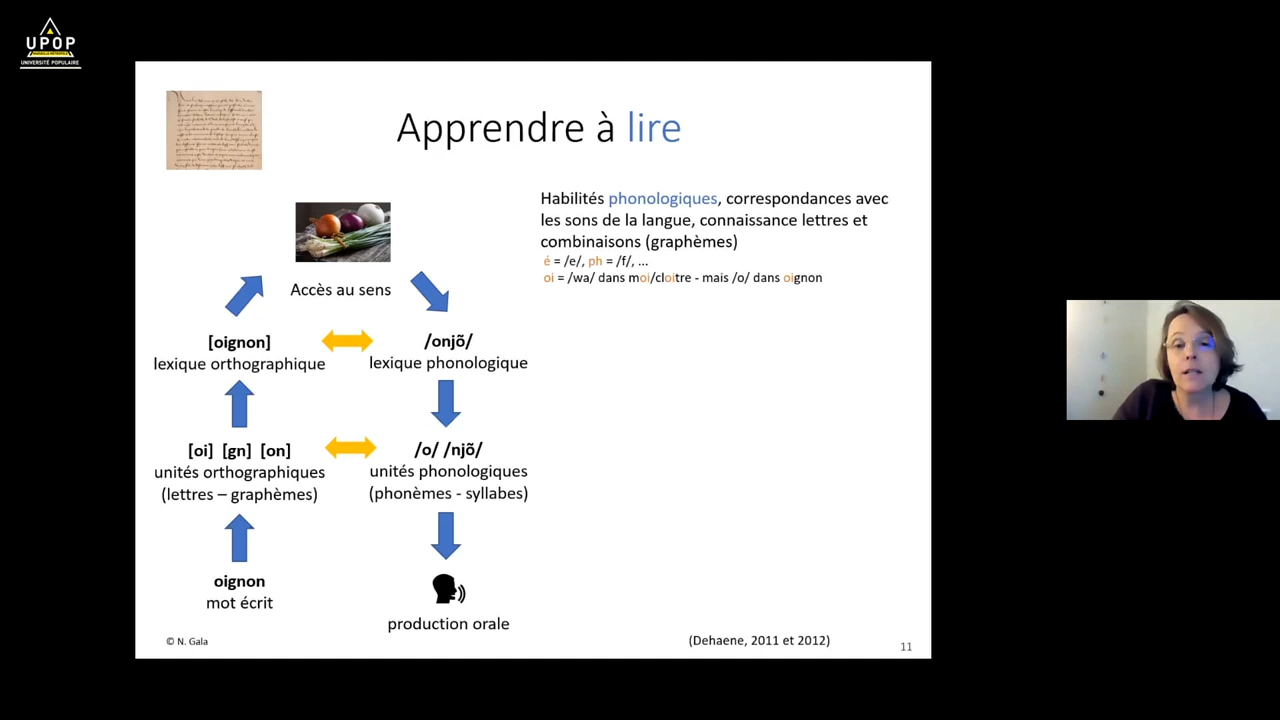 UPOP
UNIVERSITÉ POPULAIRE
Apprendre à lire
Habilités phonologiques, correspondances avec
les sons de la langue, connaissance lettres et
combinaisons (graphèmes)
é = /e/, ph = /f/, ...
oi = /wa/ dans moi/cloitre - mais /o/ dans oignon
Accès au sens
[oignon]
lexique orthographique
/onjõ/
lexique phonologique
[oi] [gn] [on]
unités orthographiques
(lettres – graphèmes)
/o/ /njõ/
unités phonologiques
(phonèmes - syllabes)
oignon
mot écrit
production orale
© N. Gala
(Dehaene, 2011 et 2012)
11